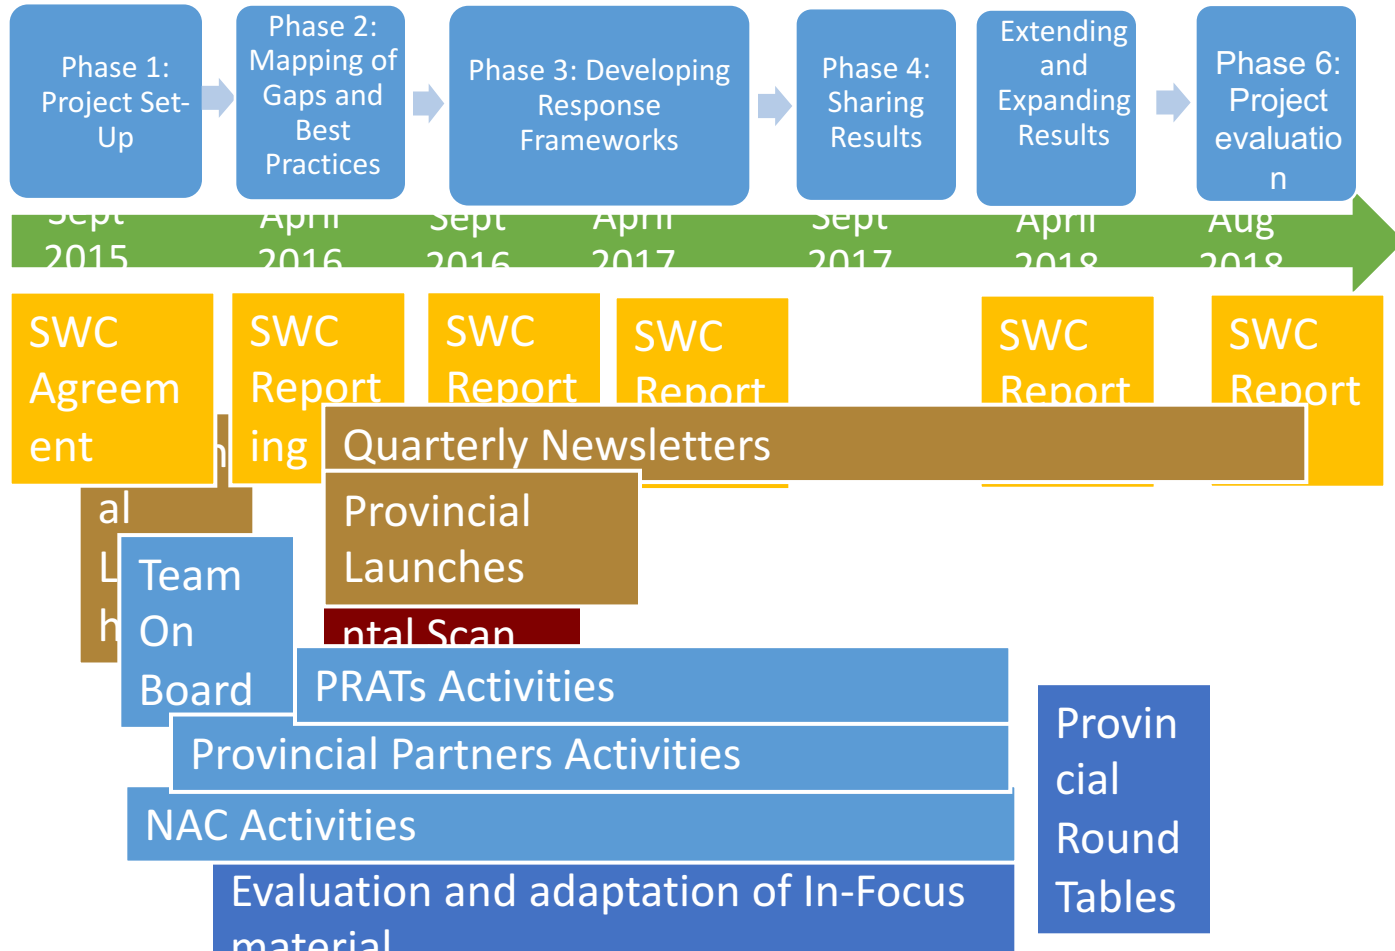 Phase 1:
Project Set-
Up
Phase 2:
Mapping of
Gaps and
Best
Practices
Phase 3: Developing
Response
Frameworks
Phase 4:
Sharing
Results
Extending
and
Expanding
Results
Phase 6:
Project
evaluatio
n
Sept
2015
April
2016
Sept
2016
April
2017
Sept
2017
April
2018
Aug
2018
SWC
Agreem
ent
SWC
Report
ing
SWC
Report
SWC
Report
SWC
Report
SWC
Report
Quarterly Newsletters
al
L
h
Provincial
Launches
Team
On
Board
ntal Scan
PRATs Activities
Provincial Partners Activities
NAC Activities
Evaluation and adaptation of In-Focus
material
Provin
cial
Round
Tables